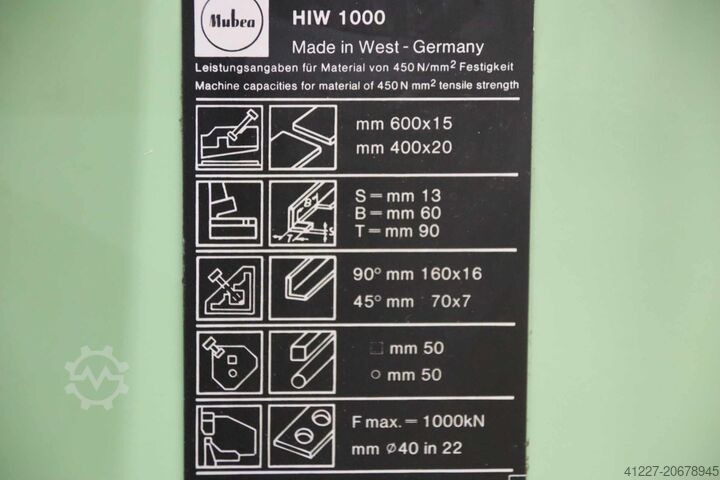 Mubea
HIW 1000
Made in West - Germany
Leistungsangaben für Material von 450 N/mm² Festigkeit
Machine capacities for material of 450 N mm² tensile strength
mm 600x15
mm 400x20
S = mm 13
B = mm 60
T = mm 90
B
T
S
90° mm 160x16
45° mm 70x7
□ mm 50
○ mm 50
F max. = 1000kN
mm ⌀40 in 22
41227-20678945